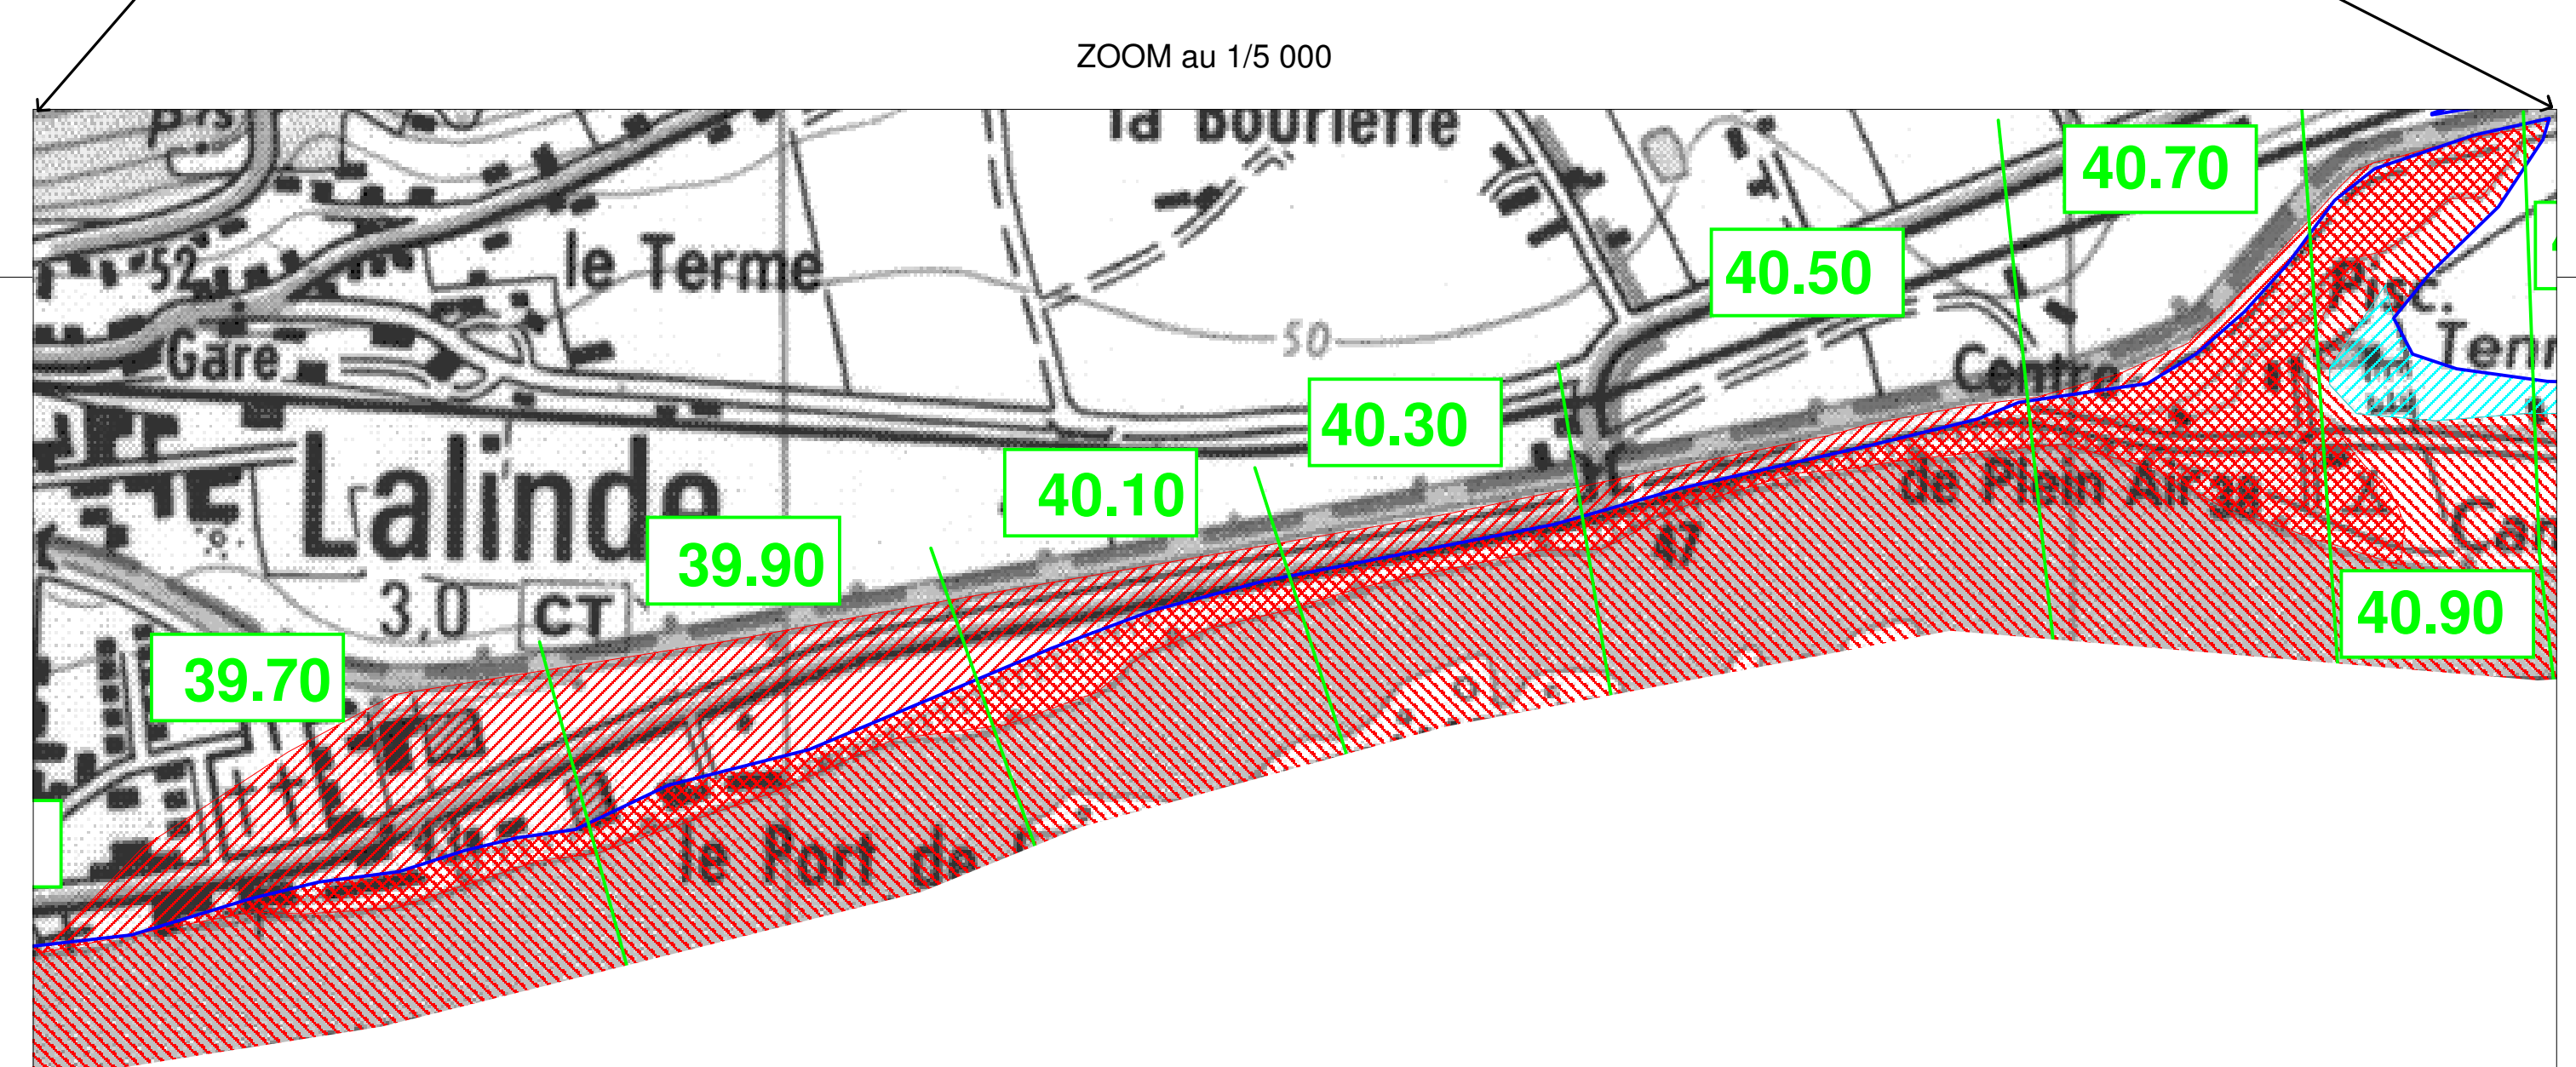 ZOOM au 1/5 000
la Bourlette
40.70
le Terme
52
40.50
50
Gare
Pisc.
Centre
40.30
Lalinde
40.10
de Plein Air
38
39.90
47
3,0
CT
40.90
39.70
le Port de